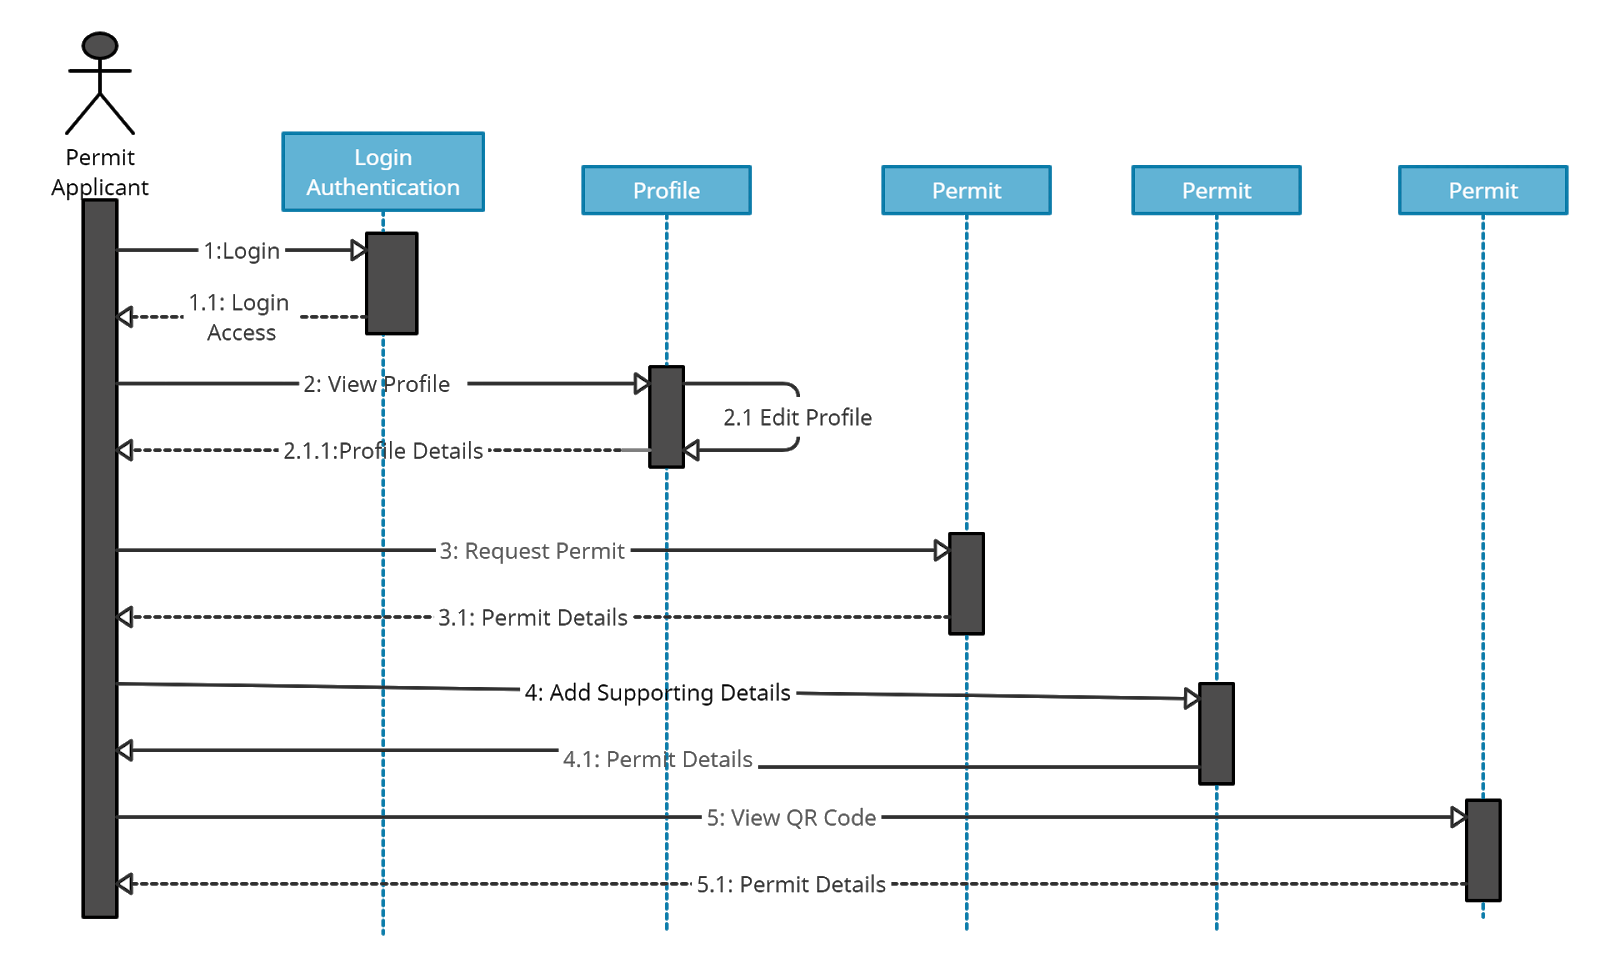 Permit
Applicant
Login
Authentication
Profile
Permit
Permit
Permit
1:Login
1.1: Login
Access
2: View Profile
2.1 Edit Profile
2.1.1:Profile Details
3: Request Permit
3.1: Permit Details
4: Add Supporting Details
4.1: Permit Details
5: View QR Code
5.1: Permit Details